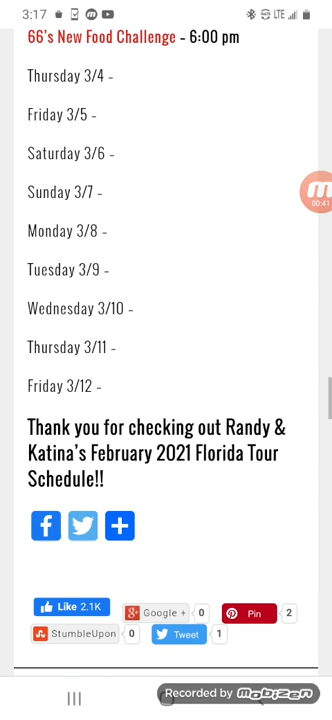 3:17
LTE
66's New Food Challenge – 6:00 pm
Thursday 3/4 –
Friday 3/5 –
Saturday 3/6 –
Sunday 3/7 –
00:41
Monday 3/8 –
Tuesday 3/9 –
Wednesday 3/10 –
Thursday 3/11 –
Friday 3/12 –
Thank you for checking out Randy &
Katina's February 2021 Florida Tour
Schedule!!
Like 2.1K
Google + 0
Pin 2
StumbleUpon 0
Tweet 1
Recorded by mobizen